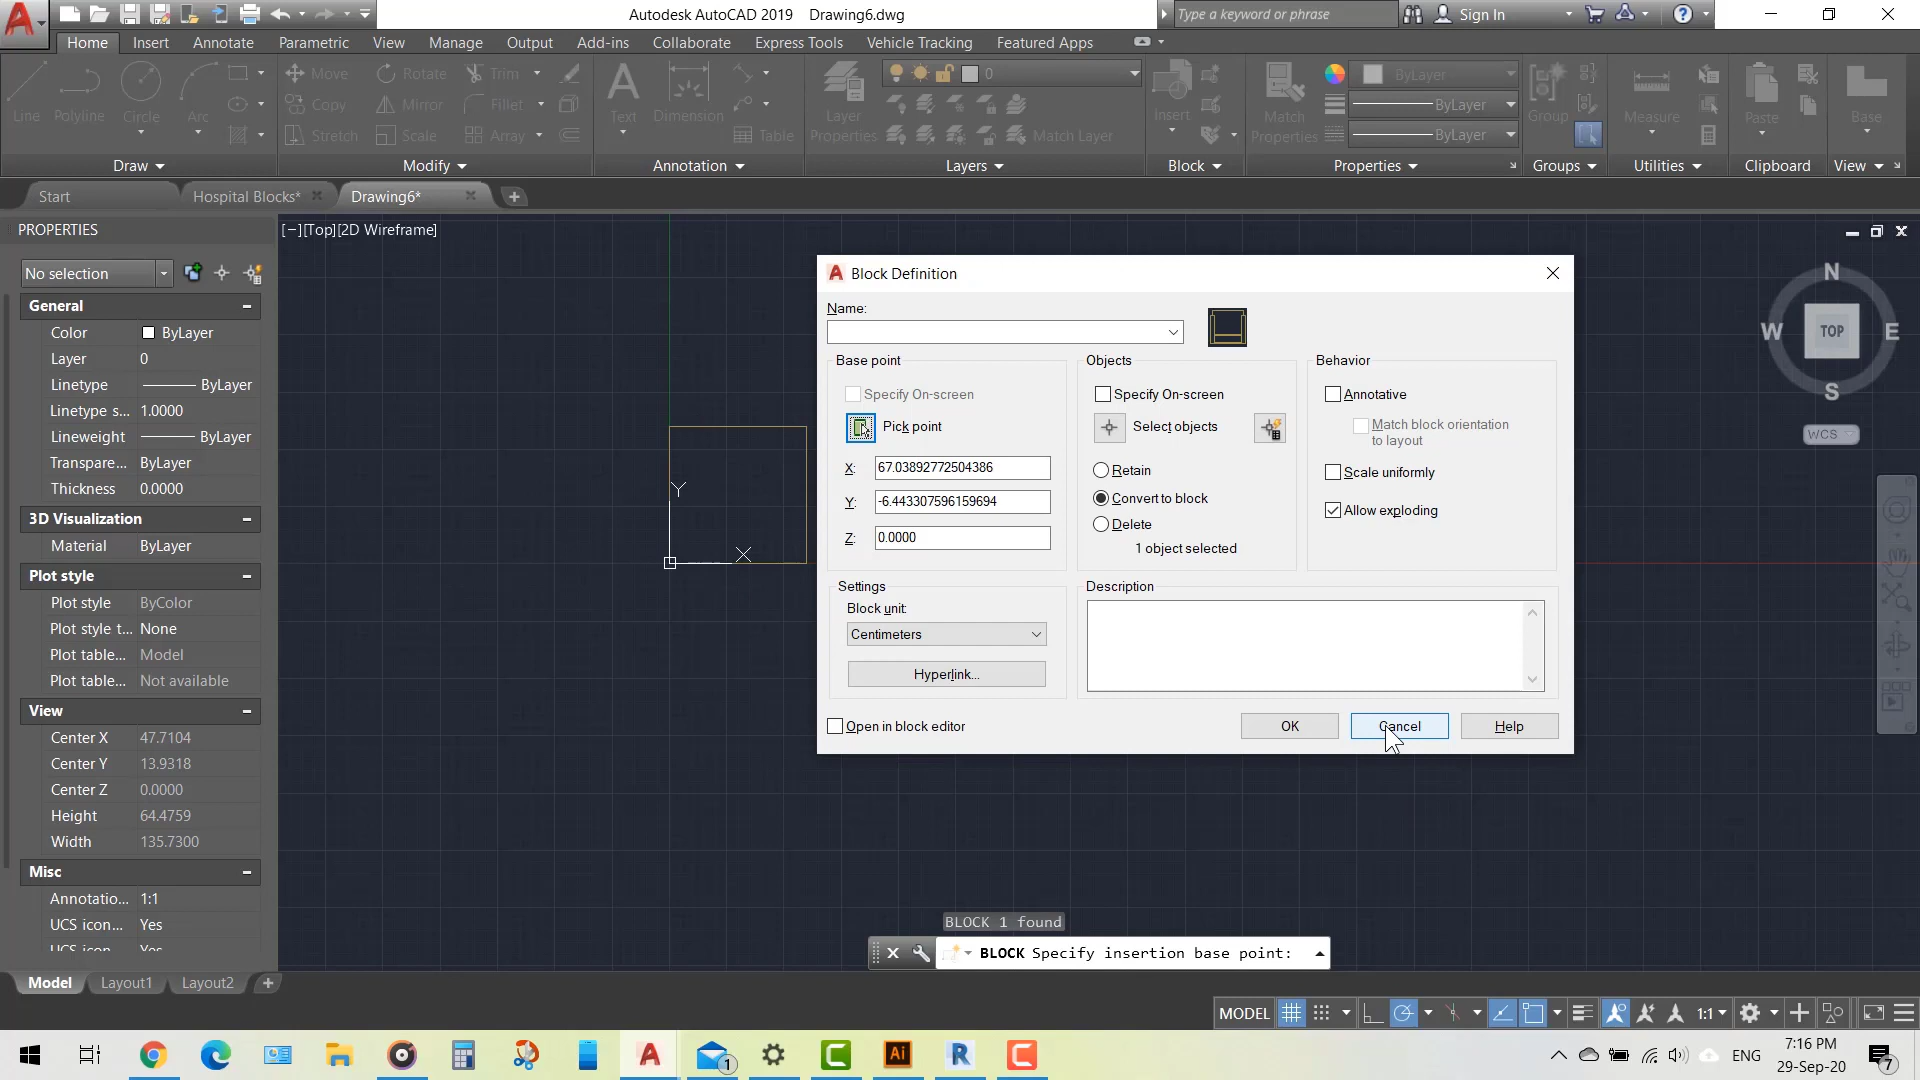 Autodesk AutoCAD 2019 Drawing6.dwg
Type a keyword or phrase
Sign In
Home Insert Annotate Parametric View Manage Output Add-ins Collaborate Express Tools Vehicle Tracking Featured Apps
Line Polyline Circle Arc
Move Rotate Trim
Copy Mirror Fillet
Stretch Scale Array
Text Dimension
Table
Layer Properties
0
Match Layer
Insert
Match Properties
ByLayer
ByLayer
ByLayer
Group
Measure
Paste
Base
Draw Modify Annotation Layers Block Properties Groups Utilities Clipboard View
Start Hospital Blocks* Drawing6*
PROPERTIES
No selection
General
Color ByLayer
Layer 0
Linetype ByLayer
Linetype s... 1.0000
Lineweight ByLayer
Transpare... ByLayer
Thickness 0.0000
3D Visualization
Material ByLayer
Plot style
Plot style ByColor
Plot style t... None
Plot table... Model
Plot table... Not available
View
Center X 47.7104
Center Y 13.9318
Center Z 0.0000
Height 64.4759
Width 135.7300
Misc
Annotatio... 1:1
UCS icon... Yes
UCS icon... Yes
[−][Top][2D Wireframe]
Y
X
N
W TOP E
S
WCS
Block Definition
Name:
Base point
Specify On-screen
Pick point
X: 67.03892772504386
Y: -6.443307596159694
Z: 0.0000
Objects
Specify On-screen
Select objects
Retain
Convert to block
Delete
1 object selected
Behavior
Annotative
Match block orientation
to layout
Scale uniformly
Allow exploding
Settings
Block unit:
Centimeters
Hyperlink...
Description
Open in block editor
OK Cancel Help
BLOCK 1 found
BLOCK Specify insertion base point:
Model Layout1 Layout2
MODEL 1:1
1
Ai
R
ENG
7:16 PM
29-Sep-20
7